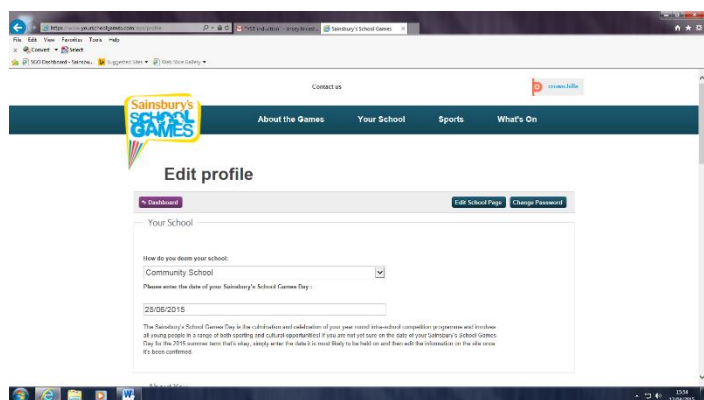 File Edit View Favorites Tools Help
x Convert Select
SGO Dashboard - Sainsbu... Suggested Sites Web Slice Gallery
Sainsbury's School Games
Contact us
Sainsbury's
SCHOOL
GAMES
About the Games Your School Sports What's On
Edit profile
Dashboard Edit School Page Change Password
Your School
How do you deem your school:
Community School
Please enter the date of your Sainsbury's School Games Day :
25/06/2015
The Sainsbury's School Games Day is the culmination and celebration of your year round intra-school competition programme and involves
all young people in a range of both sporting and cultural opportunities! If you are not yet sure on the date of your Sainsbury's School Games
Day for the 2015 summer term that's okay, simply enter the date it is most likely to be held on and then edit the information on the site once
it's been confirmed.
15:34